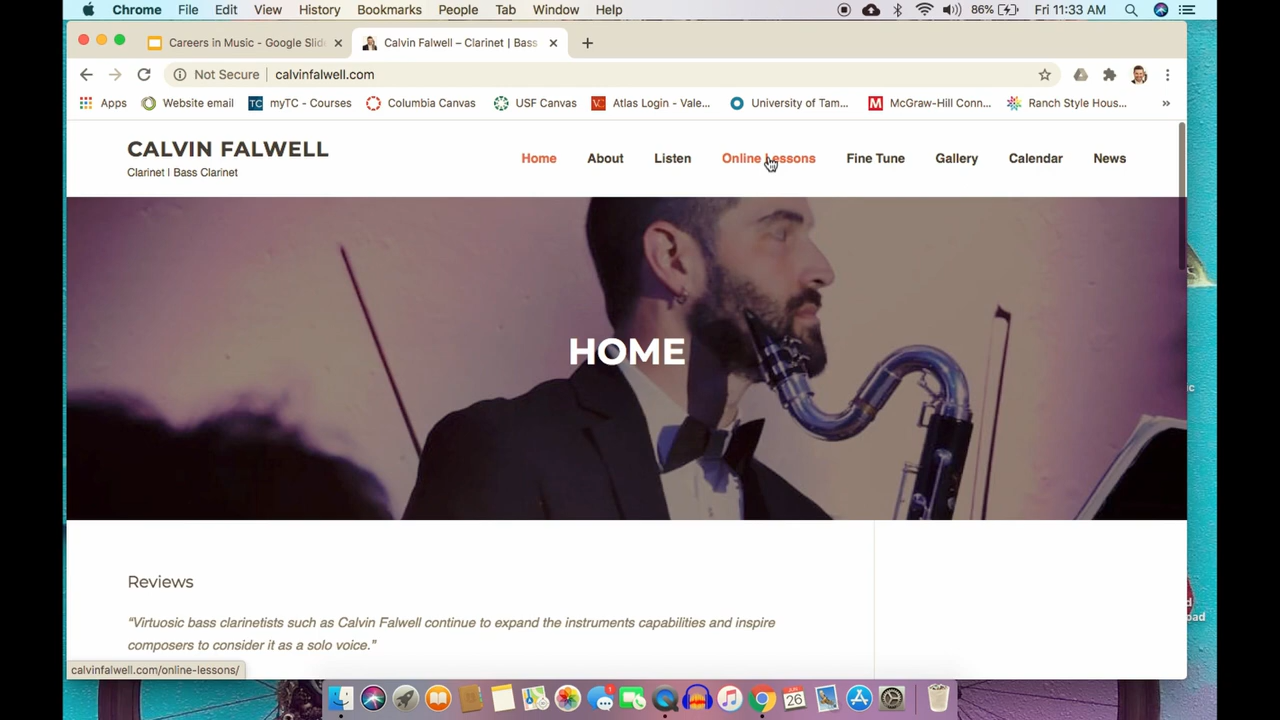 Chrome File Edit View History Bookmarks People Tab Window Help 86% Fri 11:33 AM
Careers in Music - Google Slid Calvin Falwell – Clarinet | Bass
Not Secure calvinfalwell.com
Apps Website email myTC - Courses Columbia Canvas USF Canvas Atlas Login - Vale... University of Tam... McGraw-Hill Conn... Ranch Style Hous... »
CALVIN FALWELL
Clarinet | Bass Clarinet
Home About Listen Online Lessons Fine Tune Gallery Calendar News
HOME
Reviews
“Virtuosic bass clarinetists such as Calvin Falwell continue to expand the instruments capabilities and inspire
composers to consider it as a solo voice.”
calvinfalwell.com/online-lessons/
26